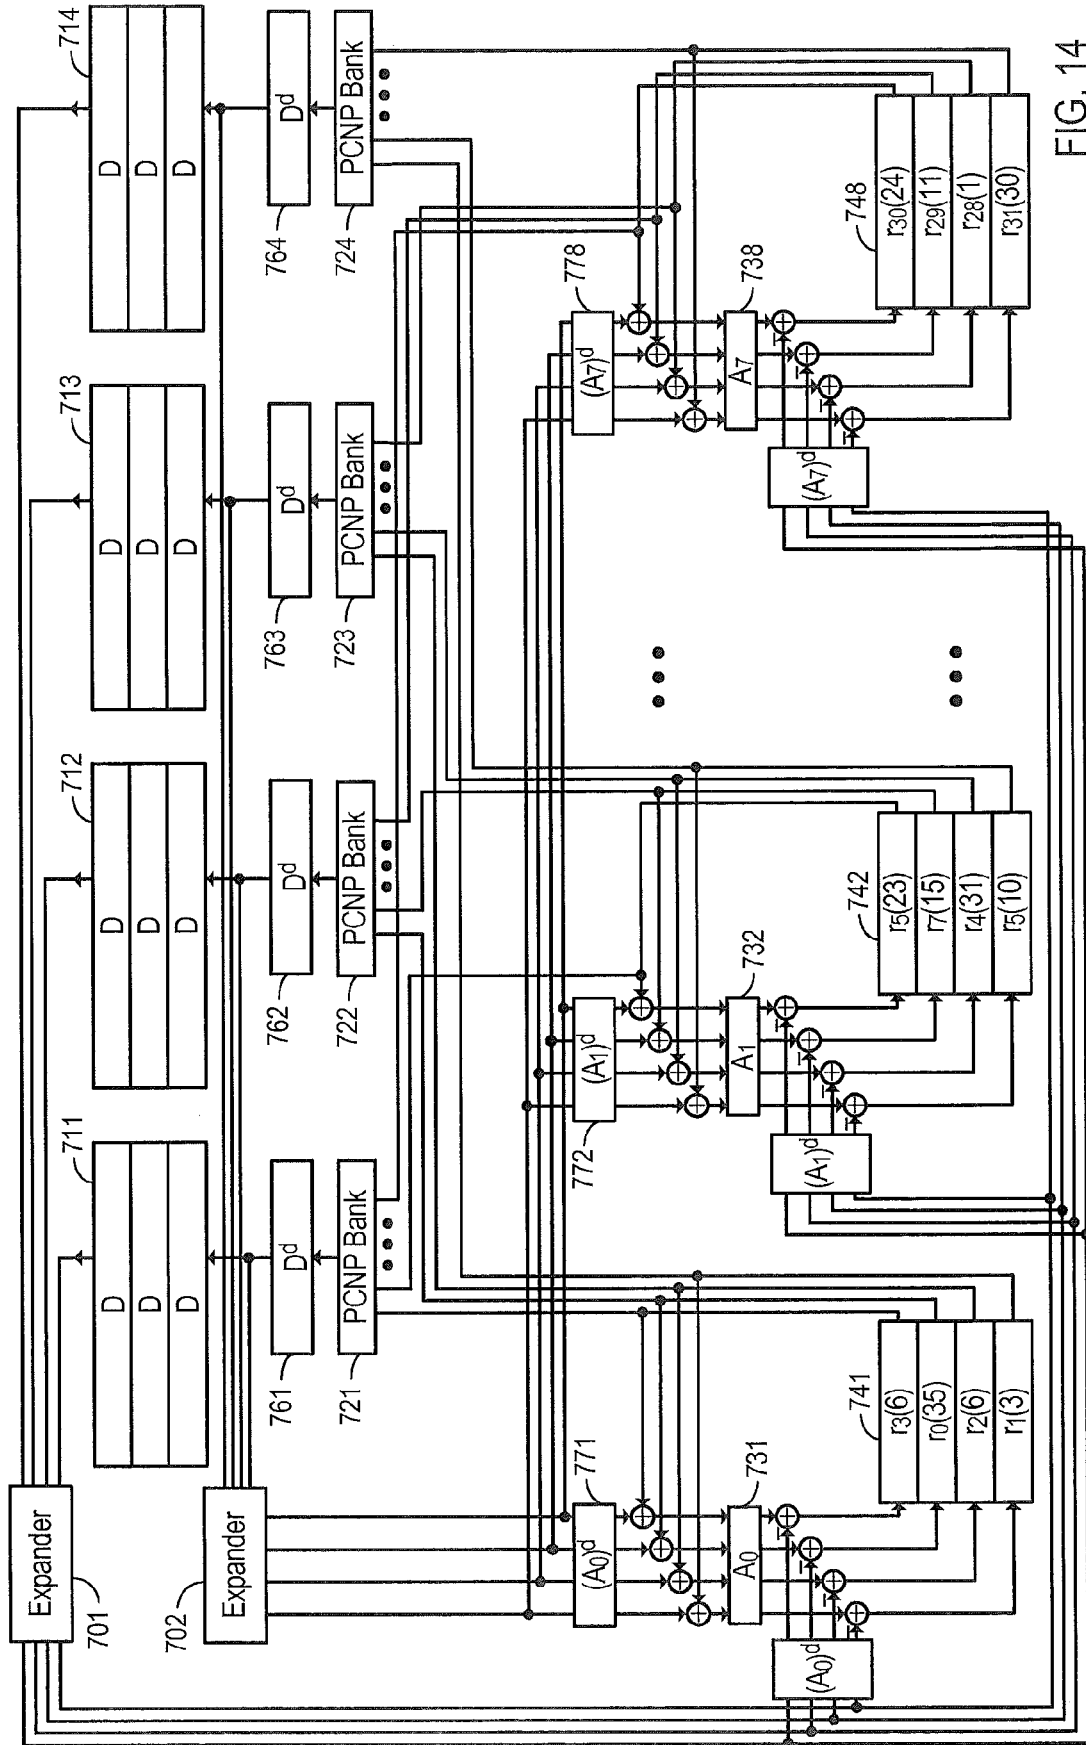 Expander
701
Expander
702
711
D
D
D
712
D
D
D
713
D
D
D
714
D
D
D
761
Dd
762
Dd
763
Dd
764
Dd
721
PCNP Bank
722
PCNP Bank
723
PCNP Bank
724
PCNP Bank
771
(A0)d
772
(A1)d
778
(A7)d
731
A0
732
A1
738
A7
(A0)d
(A1)d
(A7)d
741
r3(6)
r0(35)
r2(6)
r1(3)
742
r5(23)
r7(15)
r4(31)
r5(10)
748
r30(24)
r29(11)
r28(1)
r31(30)
FIG. 14